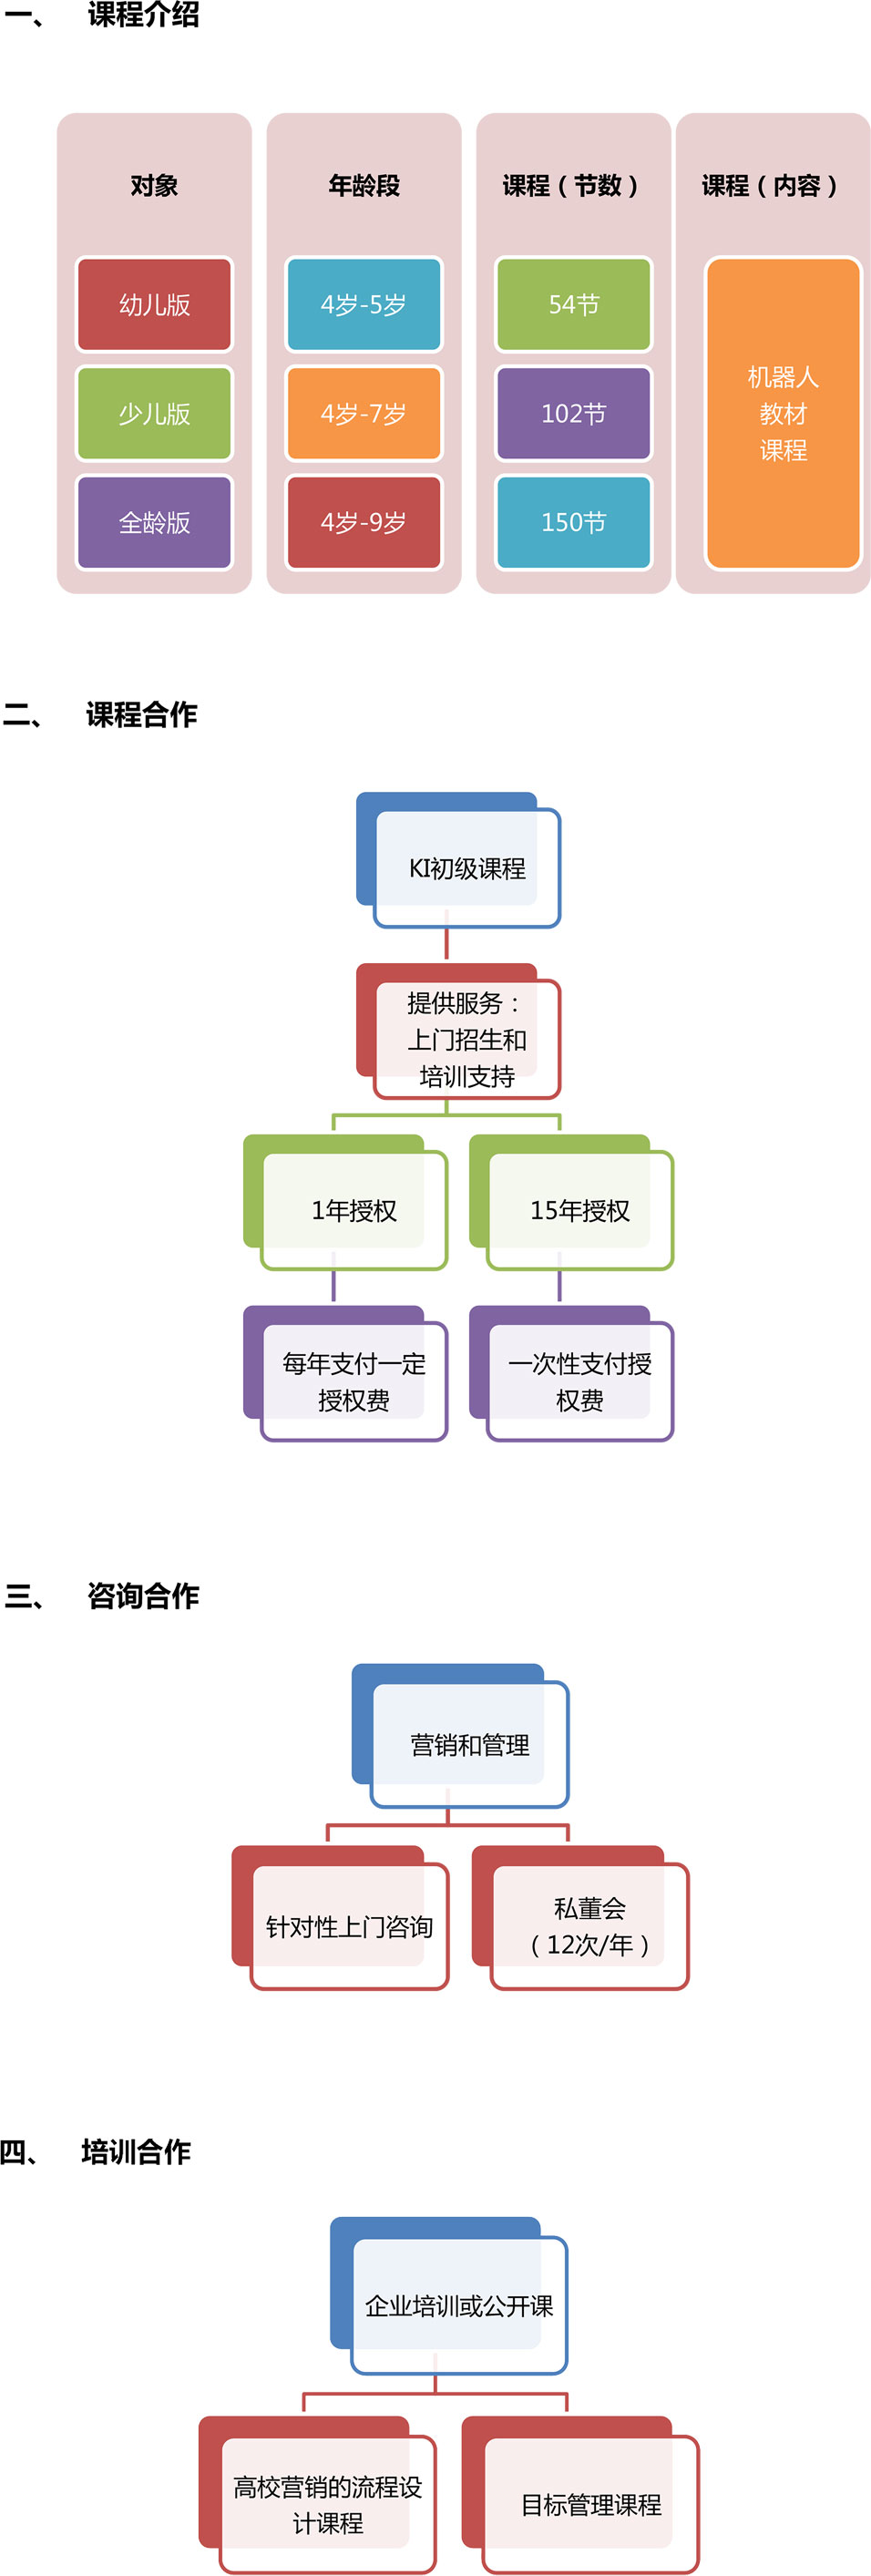 一、 课程介绍
对象 年龄段 课程（节数） 课程（内容）
幼儿版 4岁-5岁 54节
少儿版 4岁-7岁 102节
全龄版 4岁-9岁 150节
机器人
教材
课程
二、 课程合作
KI初级课程
提供服务：
上门招生和
培训支持
1年授权 15年授权
每年支付一定
授权费
一次性支付授
权费
三、 咨询合作
营销和管理
针对性上门咨询
私董会
（12次/年）
四、 培训合作
企业培训或公开课
高校营销的流程设
计课程
目标管理课程